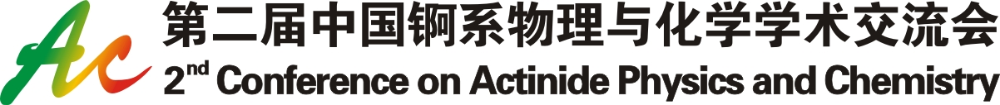 Ac
第二届中国锕系物理与化学学术交流会
2nd Conference on Actinide Physics and Chemistry